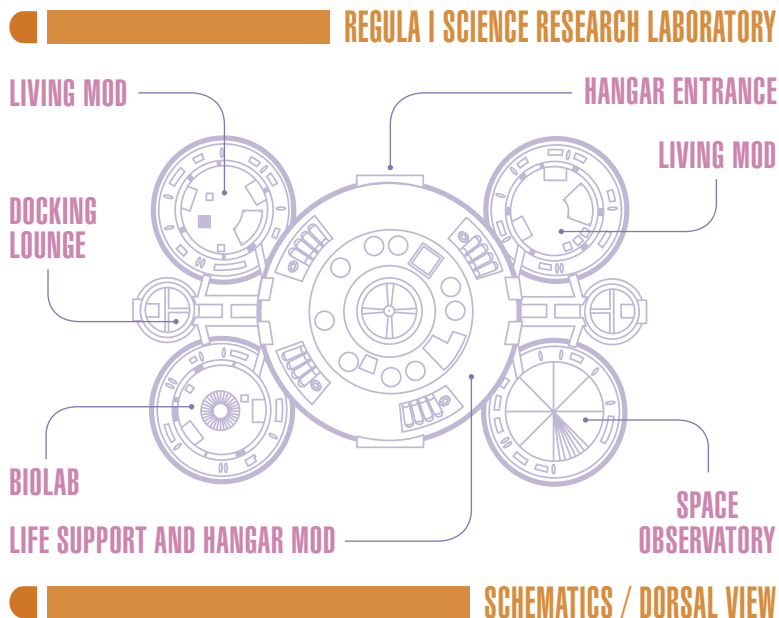 REGULA I SCIENCE RESEARCH LABORATORY
LIVING MOD
HANGAR ENTRANCE
LIVING MOD
DOCKING
LOUNGE
BIOLAB
SPACE
OBSERVATORY
LIFE SUPPORT AND HANGAR MOD
SCHEMATICS / DORSAL VIEW